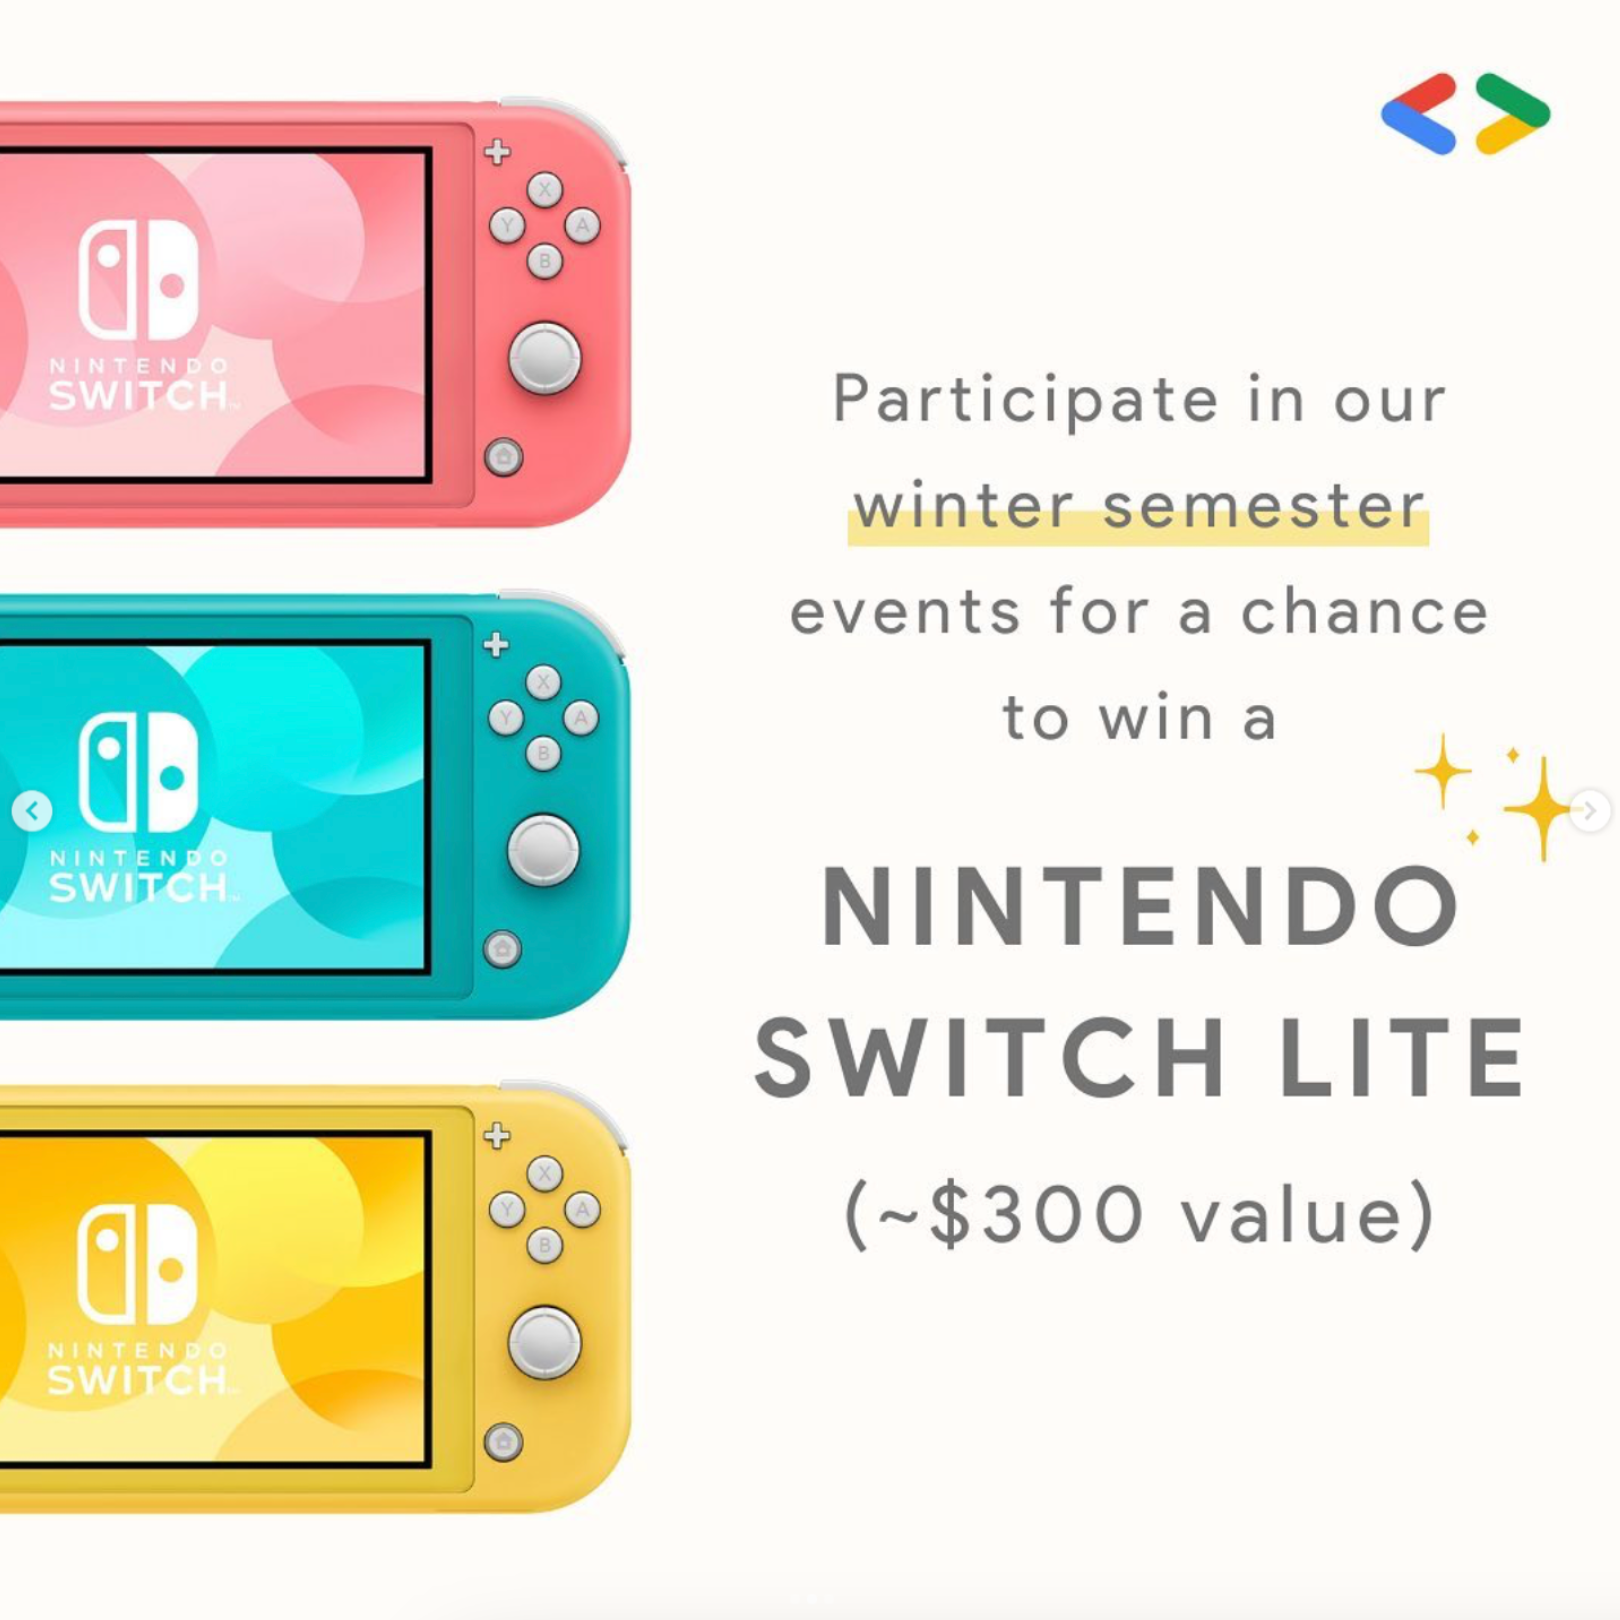 Participate in our
winter semester
events for a chance
to win a
NINTENDO
SWITCH LITE
(~$300 value)
X
Y
A
B
NINTENDO
SWITCH
X
Y
A
B
NINTENDO
SWITCH
X
Y
A
B
NINTENDO
SWITCH